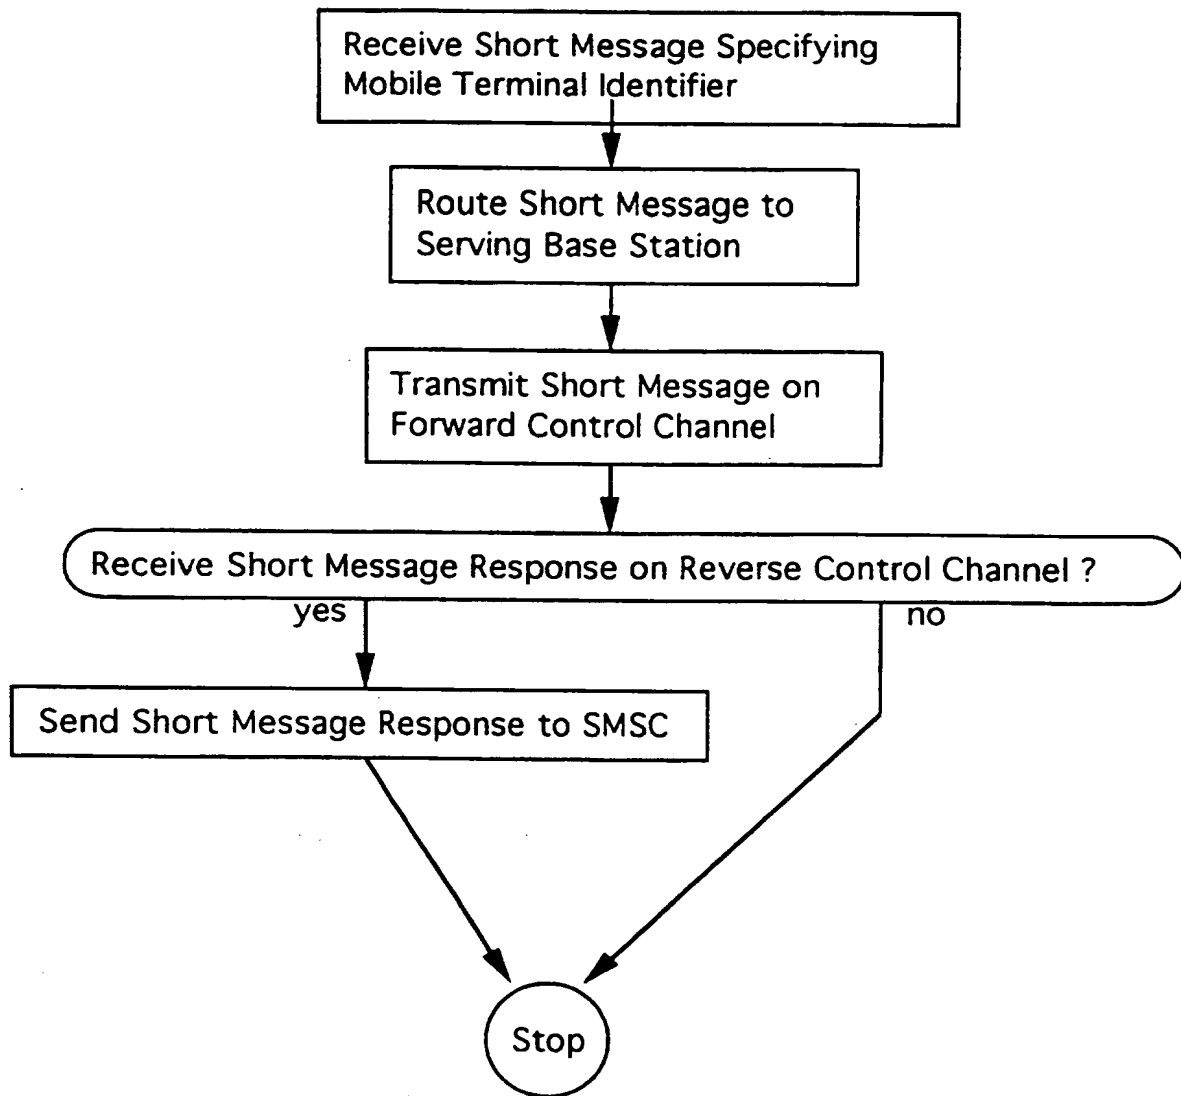 Receive Short Message Specifying
Mobile Terminal Identifier
Route Short Message to
Serving Base Station
Transmit Short Message on
Forward Control Channel
Receive Short Message Response on Reverse Control Channel ?
yes
no
Send Short Message Response to SMSC
Stop